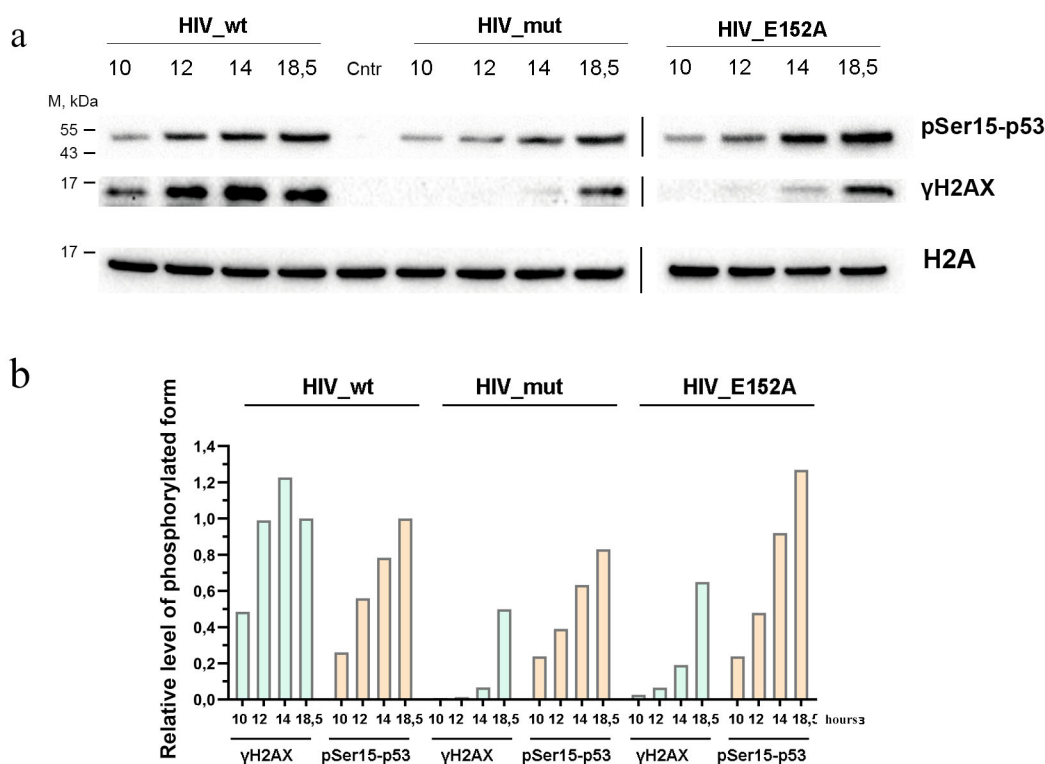 a
HIV_wt HIV_mut HIV_E152A
10 12 14 18,5 Cntr 10 12 14 18,5 10 12 14 18,5
M, kDa
55
43
pSer15-p53
17
γH2AX
17
H2A
b
HIV_wt HIV_mut HIV_E152A
Relative level of phosphorylated form
1,4
1,2
1,0
0,8
0,6
0,4
0,2
0,0
10 12 14 18,5 10 12 14 18,5 10 12 14 18,5 10 12 14 18,5 10 12 14 18,5 10 12 14 18,5 hours
γH2AX pSer15-p53 γH2AX pSer15-p53 γH2AX pSer15-p53